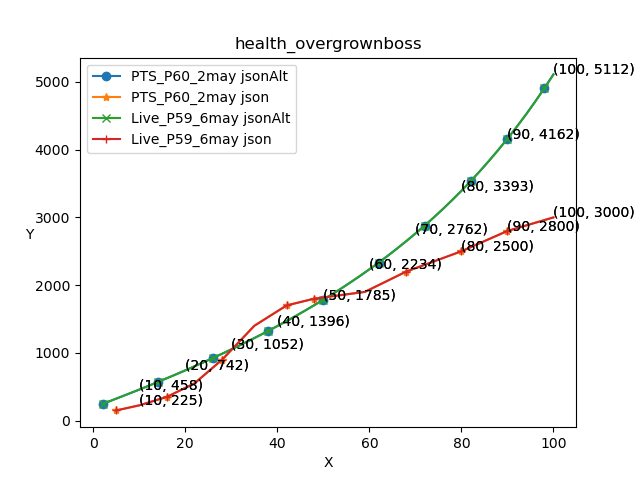 health_overgrownboss
PTS_P60_2may jsonAlt
PTS_P60_2may json
Live_P59_6may jsonAlt
Live_P59_6may json
(100, 5112)
(90, 4162)
(80, 3393)
(100, 3000)
(90, 2800)
(70, 2762)
(80, 2500)
(60, 2234)
(50, 1785)
(40, 1396)
(30, 1052)
(20, 742)
(10, 458)
(10, 225)
5000
4000
3000
2000
1000
0
Y
0 20 40 60 80 100
X